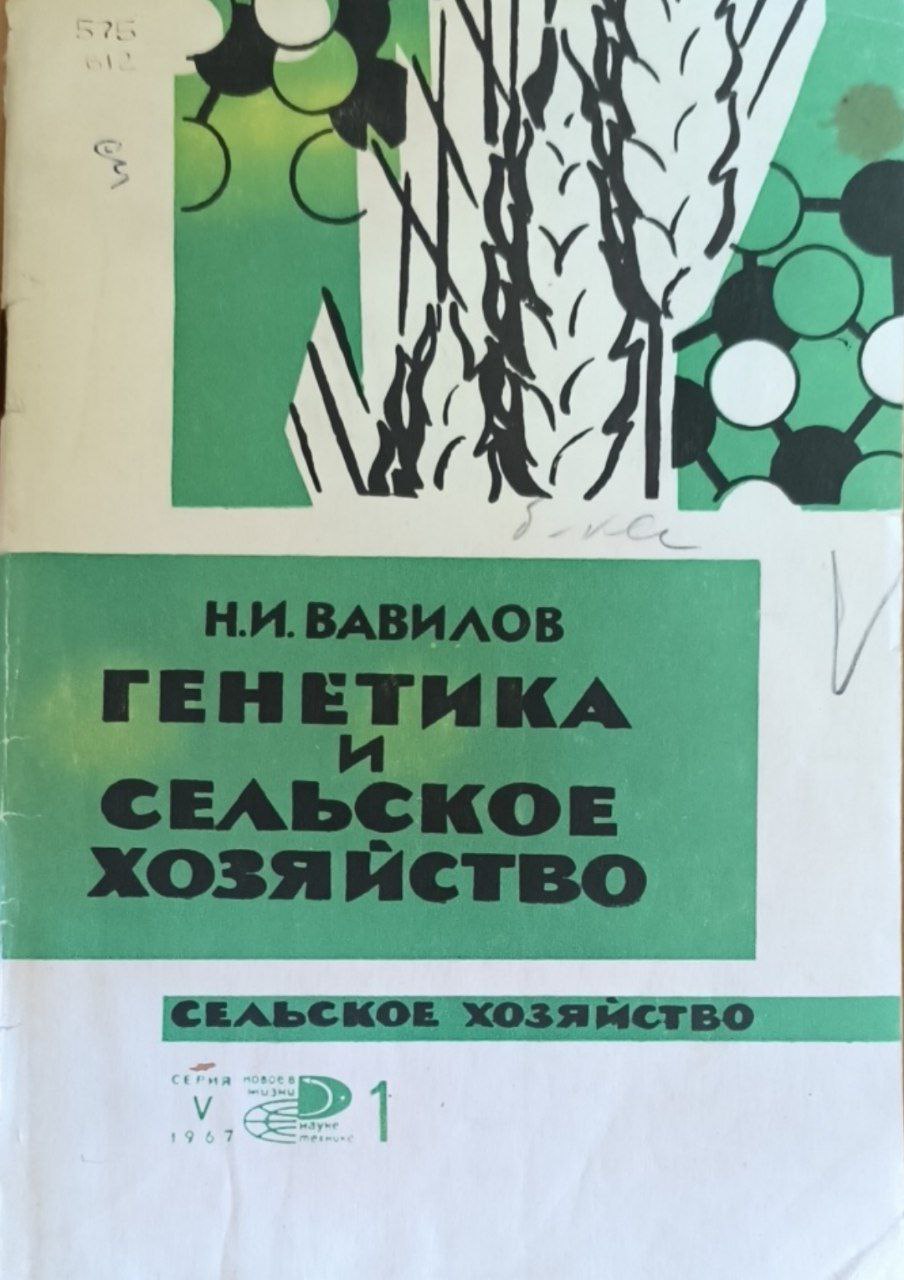 575
612
Н.И. ВАВИЛОВ
ГЕНЕТИКА
И
СЕЛЬСКОЕ
ХОЗЯЙСТВО
СЕЛЬСКОЕ ХОЗЯЙСТВО
СЕРИЯ
V
1967
НОВОЕ В
ЖИЗНИ
науке
технике
1